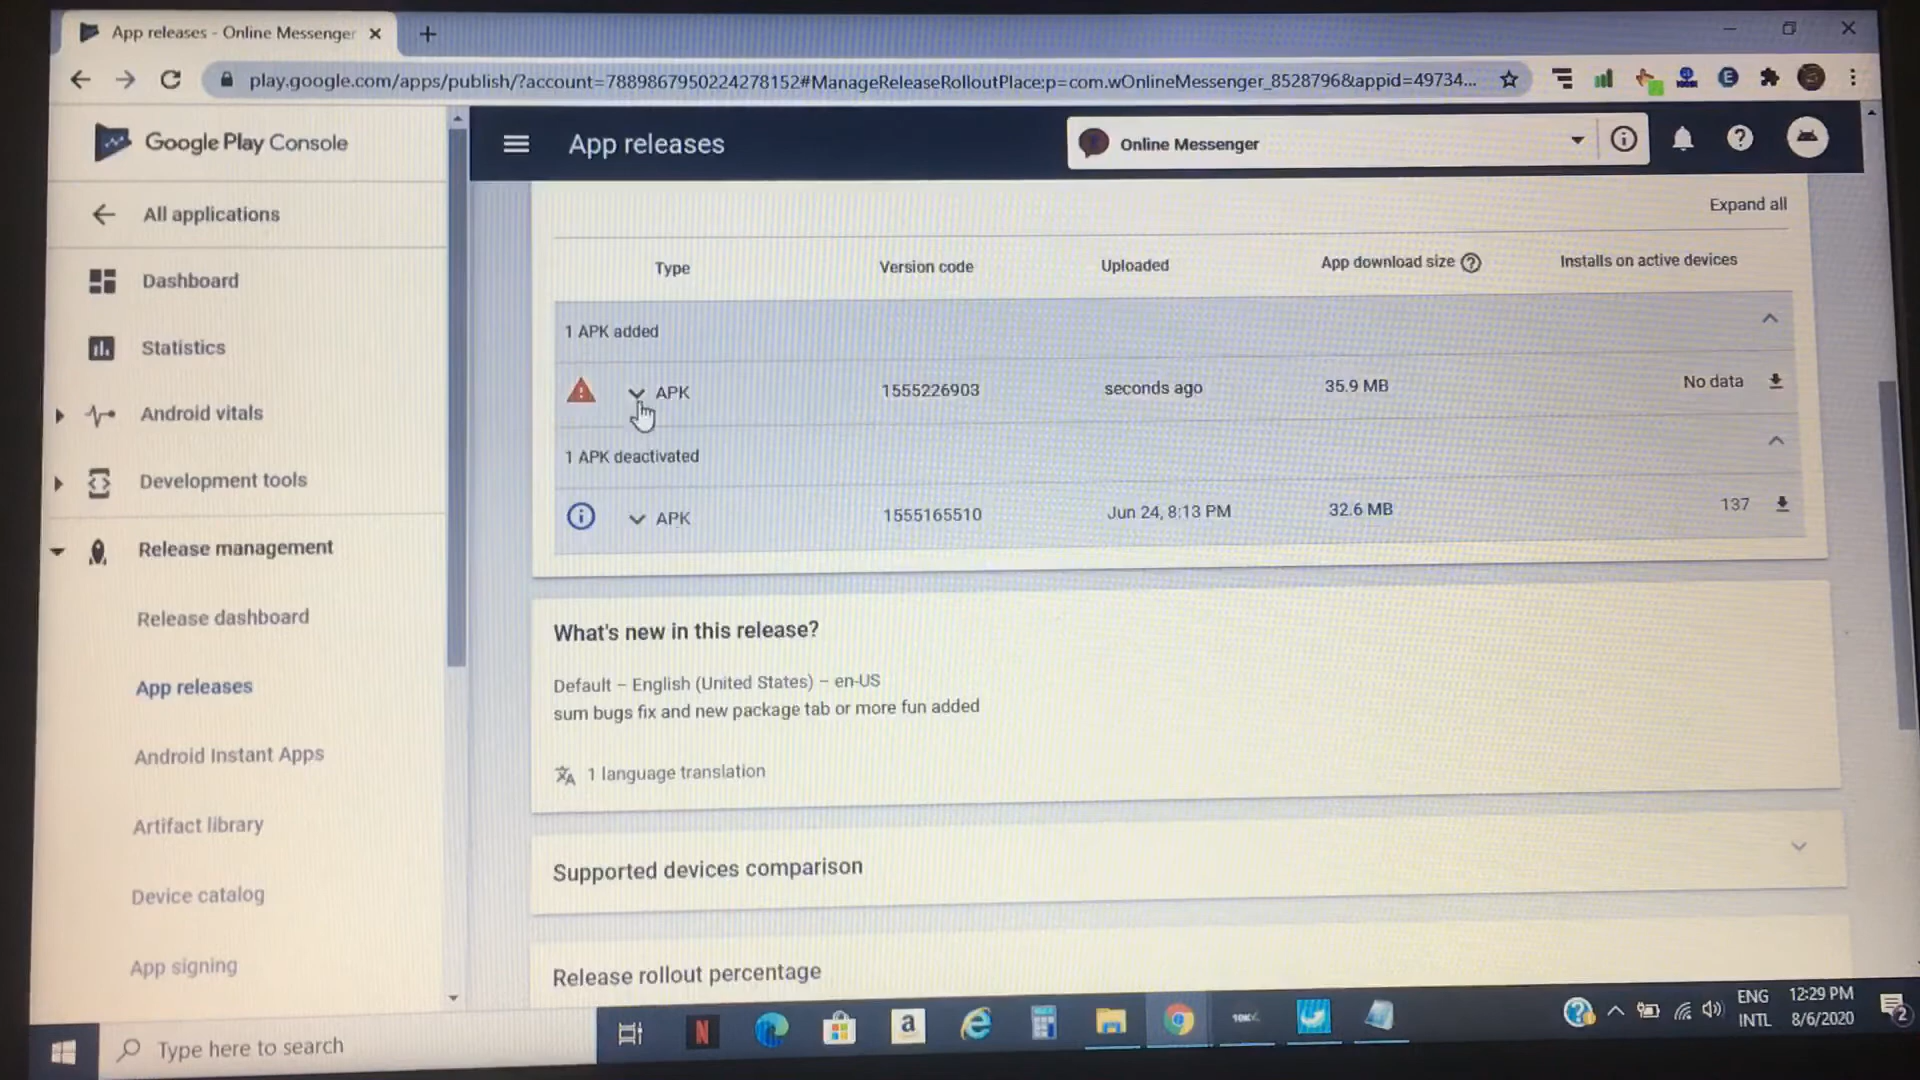 App releases - Online Messenger
play.google.com/apps/publish/?account=7889867950224278152#ManageReleaseRolloutPlace:p=com.wOnlineMessenger_8528796&appid=49734...
Google Play Console
App releases
Online Messenger
All applications
Dashboard
Statistics
Android vitals
Development tools
Release management
Release dashboard
App releases
Android Instant Apps
Artifact library
Device catalog
App signing
Expand all
Type Version code Uploaded App download size Installs on active devices
1 APK added
APK 1555226903 seconds ago 35.9 MB No data
1 APK deactivated
APK 1555165510 Jun 24, 8:13 PM 32.6 MB 137
What's new in this release?
Default – English (United States) – en-US
sum bugs fix and new package tab or more fun added
1 language translation
Supported devices comparison
Release rollout percentage
Type here to search
ENG
INTL
12:29 PM
8/6/2020
2